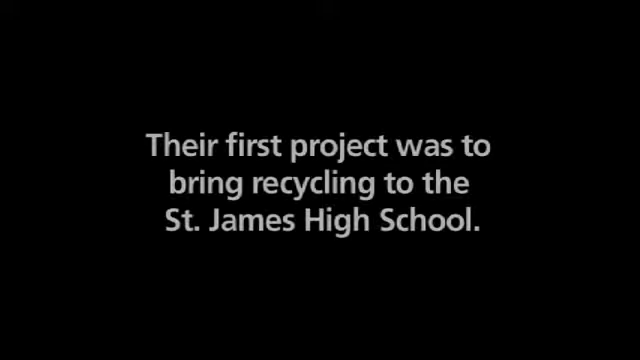 Their first project was to
bring recycling to the
St. James High School.